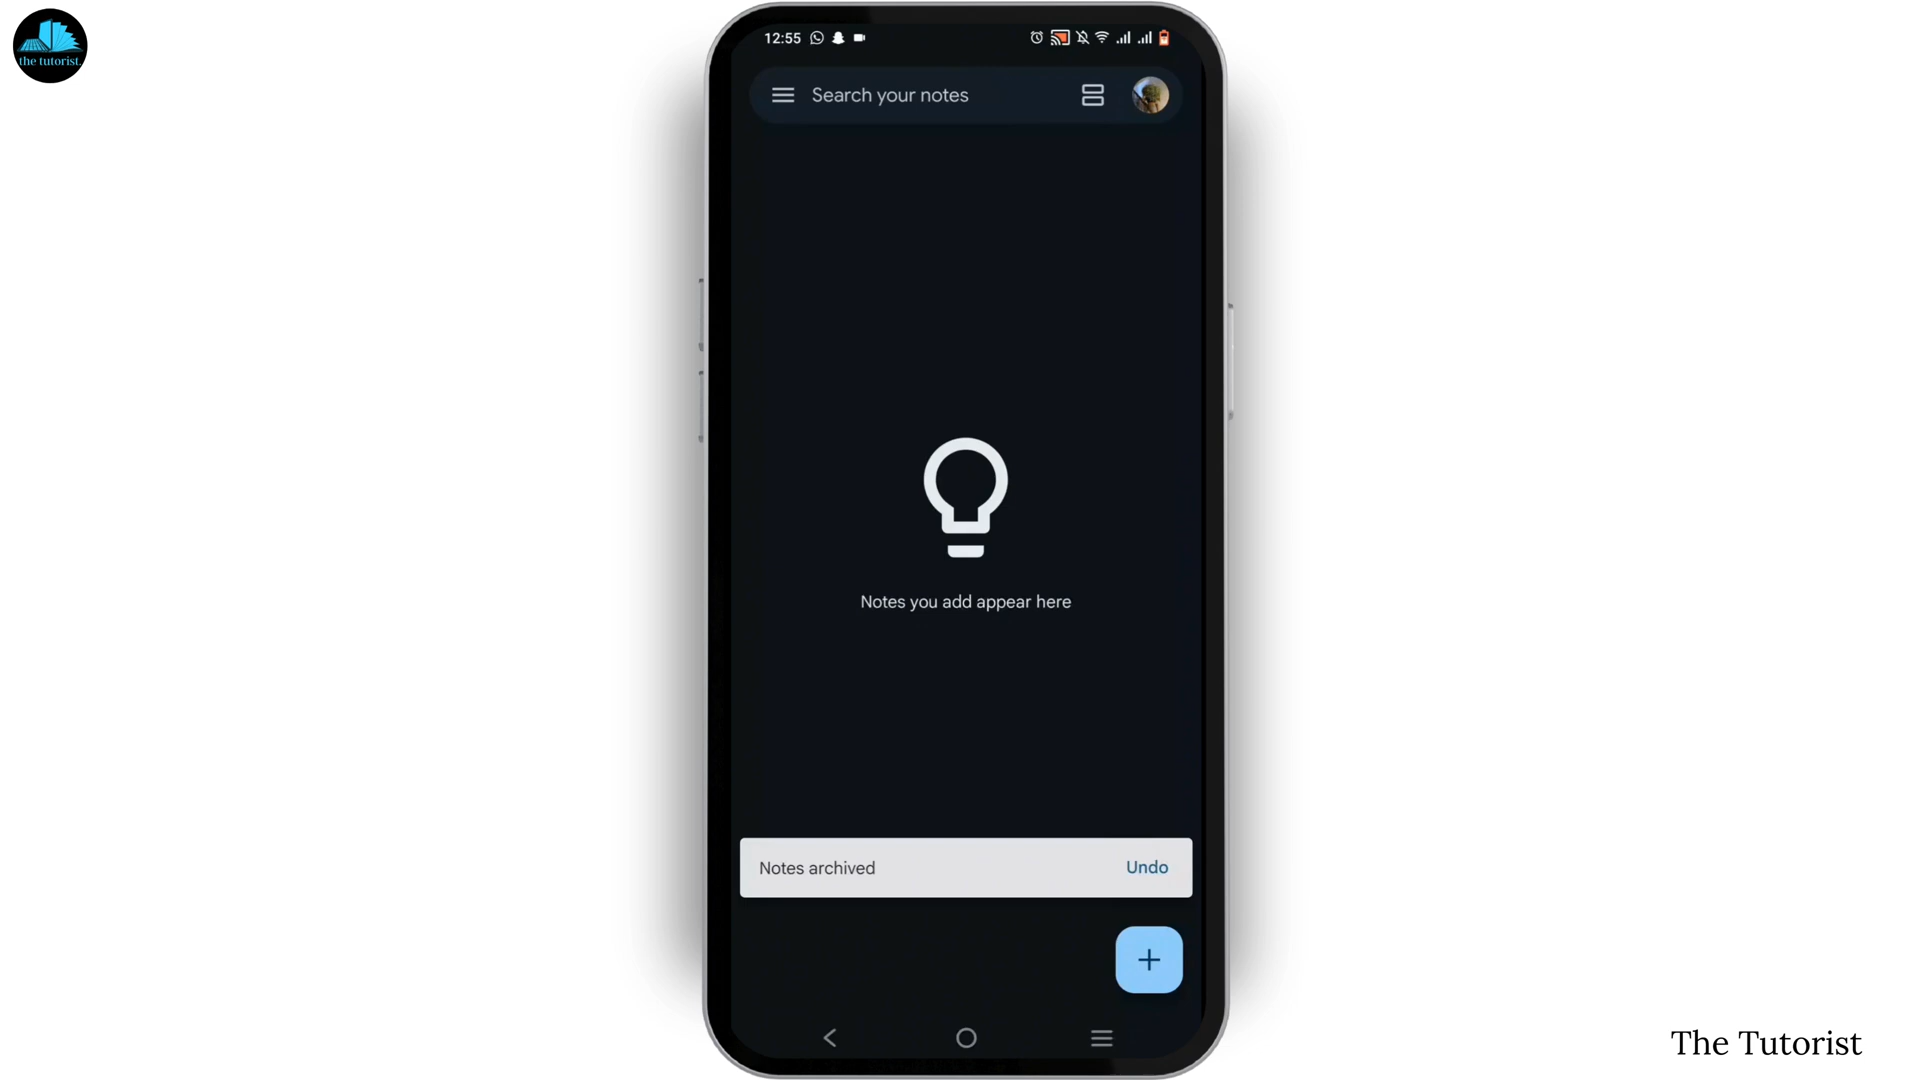 the tutorist.
12:55
Search your notes
Notes you add appear here
Notes archived
Undo
The Tutorist